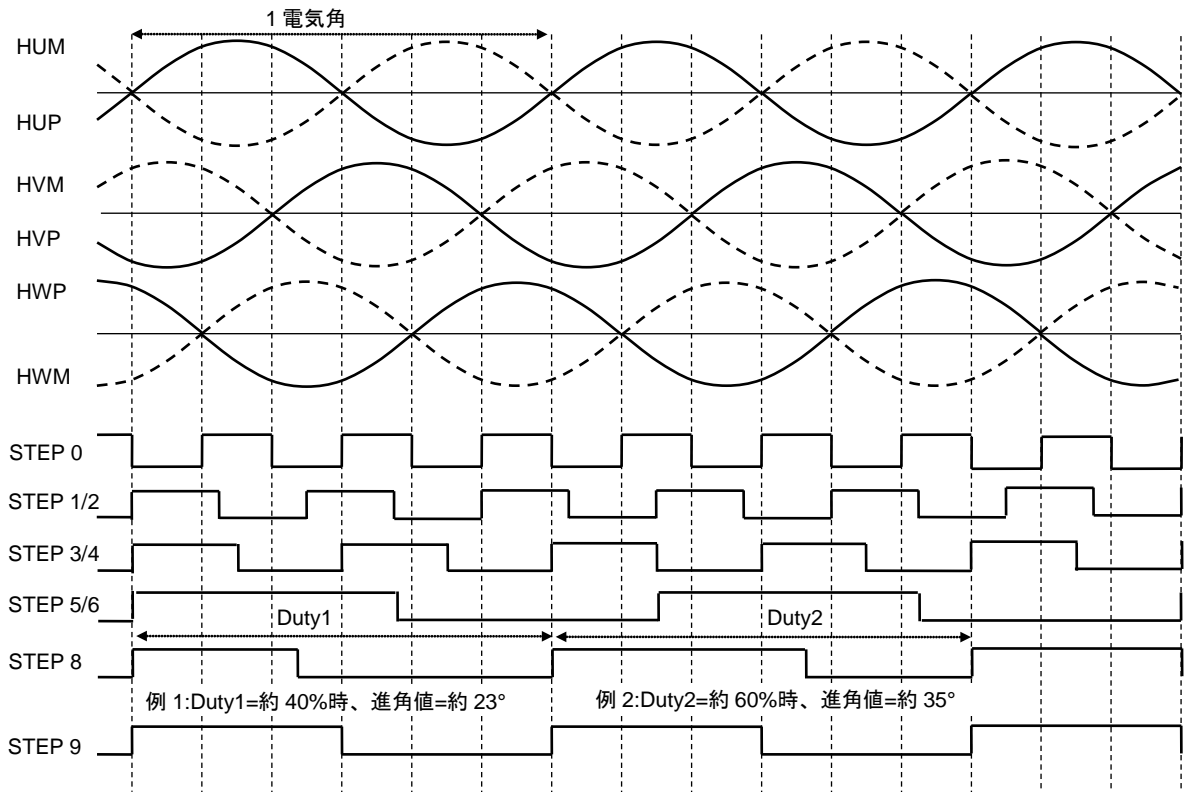 1 電気角
HUM
HUP
HVM
HVP
HWP
HWM
STEP 0
STEP 1/2
STEP 3/4
STEP 5/6
Duty1
Duty2
STEP 8
例 1:Duty1=約 40%時、進角値=約 23°
例 2:Duty2=約 60%時、進角値=約 35°
STEP 9